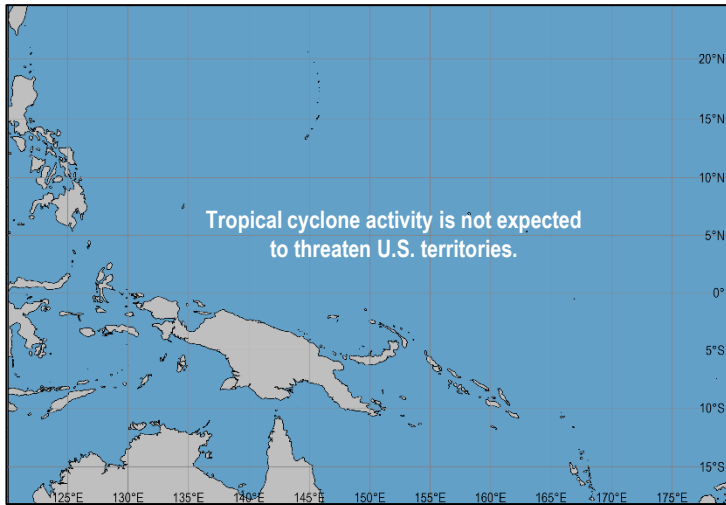 20°N
15°N
10°N
Tropical cyclone activity is not expected
5°N
to threaten U.S. territories.
0°
5°S
10°S
15°S
125°E 130°E 135°E 140°E 145°E 150°E 155°E 160°E 165°E 170°E 175°E